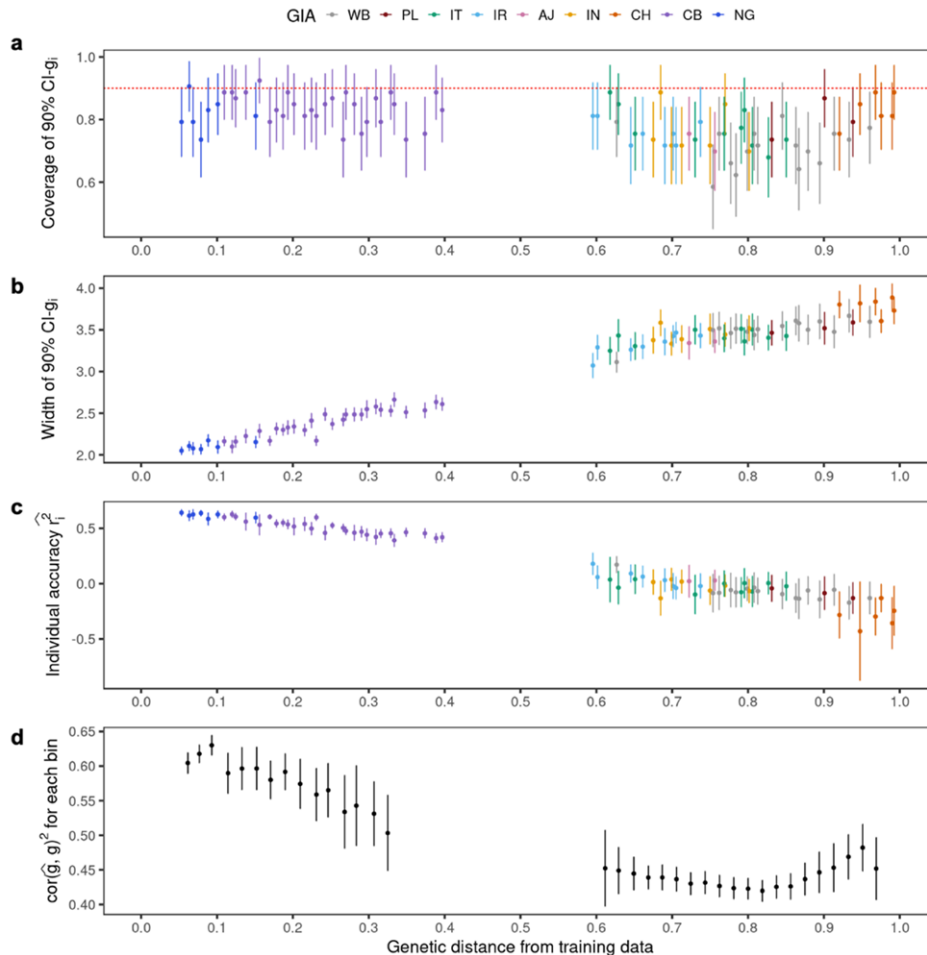 GIA WB PL IT IR AJ IN CH CB NG
a
Coverage of 90% CI-gᵢ
1.0
0.8
0.6
0.0 0.1 0.2 0.3 0.4 0.5 0.6 0.7 0.8 0.9 1.0
b
Width of 90% CI-gᵢ
4.0
3.5
3.0
2.5
2.0
0.0 0.1 0.2 0.3 0.4 0.5 0.6 0.7 0.8 0.9 1.0
c
Individual accuracy r̂ᵢ²
0.5
0.0
-0.5
0.0 0.1 0.2 0.3 0.4 0.5 0.6 0.7 0.8 0.9 1.0
d
cor(ĝ, g)² for each bin
0.65
0.60
0.55
0.50
0.45
0.40
0.0 0.1 0.2 0.3 0.4 0.5 0.6 0.7 0.8 0.9 1.0
Genetic distance from training data